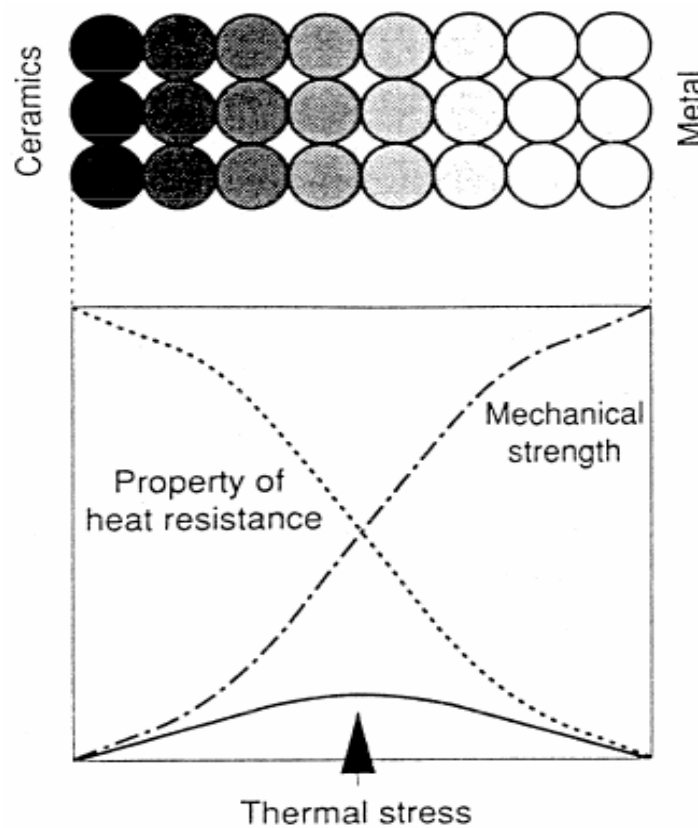 Ceramics
Metal
Mechanical
strength
Property of
heat resistance
Thermal stress